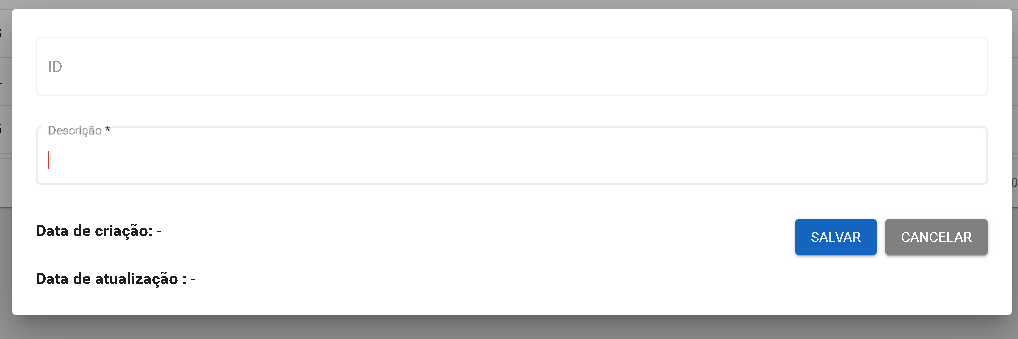 ID
Descrição *
Data de criação: -
SALVAR
CANCELAR
Data de atualização : -